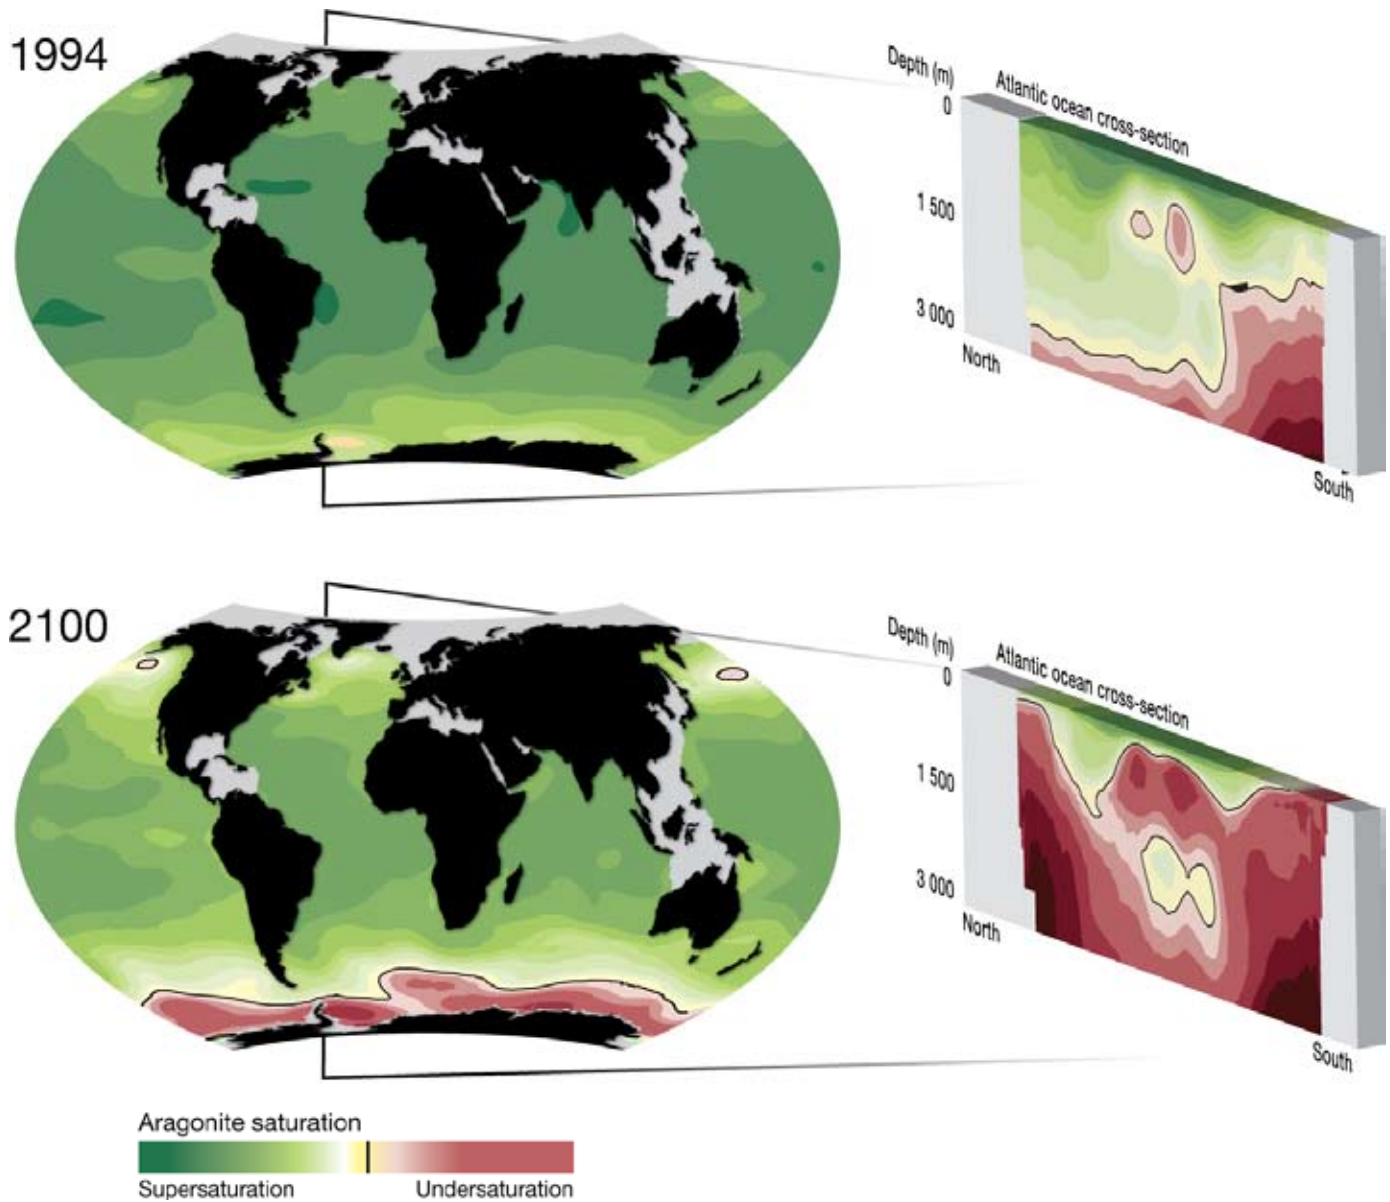 1994
Depth (m)
0
Atlantic ocean cross-section
1 500
3 000
North
South
2100
Depth (m)
0
Atlantic ocean cross-section
1 500
3 000
North
South
Aragonite saturation
Supersaturation
Undersaturation